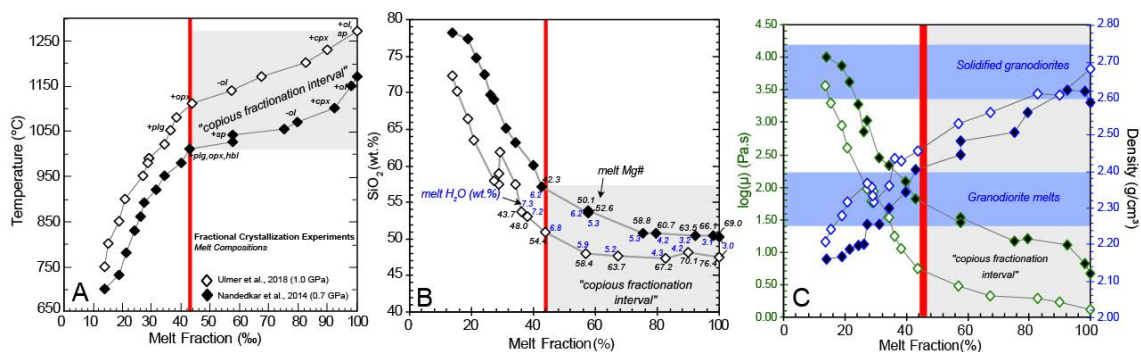 1250
1150
1050
950
850
750
650
Temperature (°C)
0 10 20 30 40 50 60 70 80 90 100
Melt Fraction (‰)
+ol,
sp
+cpx
-ol
+opx
+plg
"copious fractionation
interval"
+ol
+cpx
-ol
+sp
+plg,opx,hbl
Fractional Crystallization Experiments
Melt Compositions
Ulmer et al., 2018 (1.0 GPa)
Nandedkar et al., 2014 (0.7 GPa)
A
80
75
70
65
60
55
50
45
40
SiO2 (wt.%)
0 20 40 60 80 100
Melt Fraction(%)
melt Mg#
melt H2O (wt.%)
42.3
50.1
52.6
58.8
60.7
63.5
66.1
69.0
6.2
6.2
5.3
5.3
4.2
3.2
3.1
3.0
7.3
7.2
6.8
5.9
5.2
4.3
4.2
43.7
48.0
54.4
58.4
63.7
67.2
70.1
76.4
"copious fractionation
interval"
B
4.50
4.00
3.50
3.00
2.50
2.00
1.50
1.00
0.50
0.00
log(μ) (Pa.s)
0 20 40 60 80 100
Melt Fraction(%)
2.80
2.70
2.60
2.50
2.40
2.30
2.20
2.10
2.00
Density (g/cm³)
Solidified granodiorites
Granodiorite melts
"copious fractionation
interval"
C